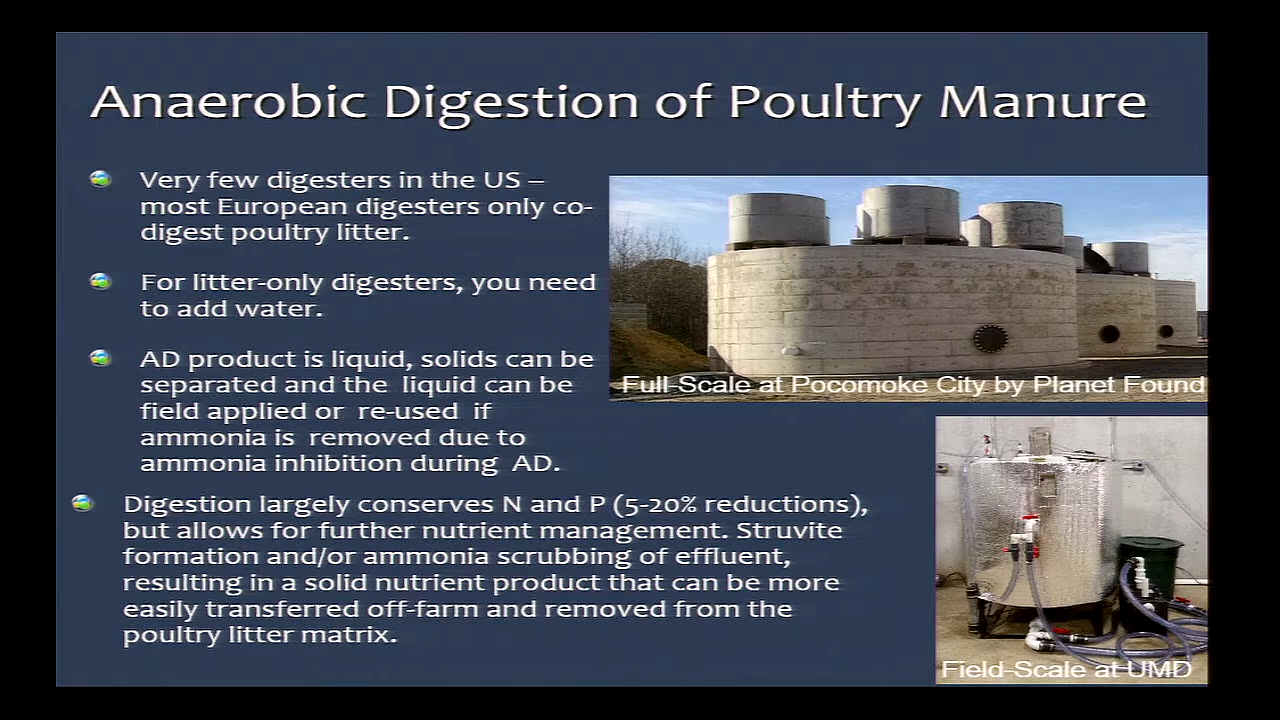 Anaerobic Digestion of Poultry Manure
Very few digesters in the US –
most European digesters only co-
digest poultry litter.
For litter-only digesters, you need
to add water.
AD product is liquid, solids can be
separated and the liquid can be
field applied or re-used if
ammonia is removed due to
ammonia inhibition during AD.
Digestion largely conserves N and P (5-20% reductions),
but allows for further nutrient management. Struvite
formation and/or ammonia scrubbing of effluent,
resulting in a solid nutrient product that can be more
easily transferred off-farm and removed from the
poultry litter matrix.
Full-Scale at Pocomoke City by Planet Found
Field-Scale at UMD